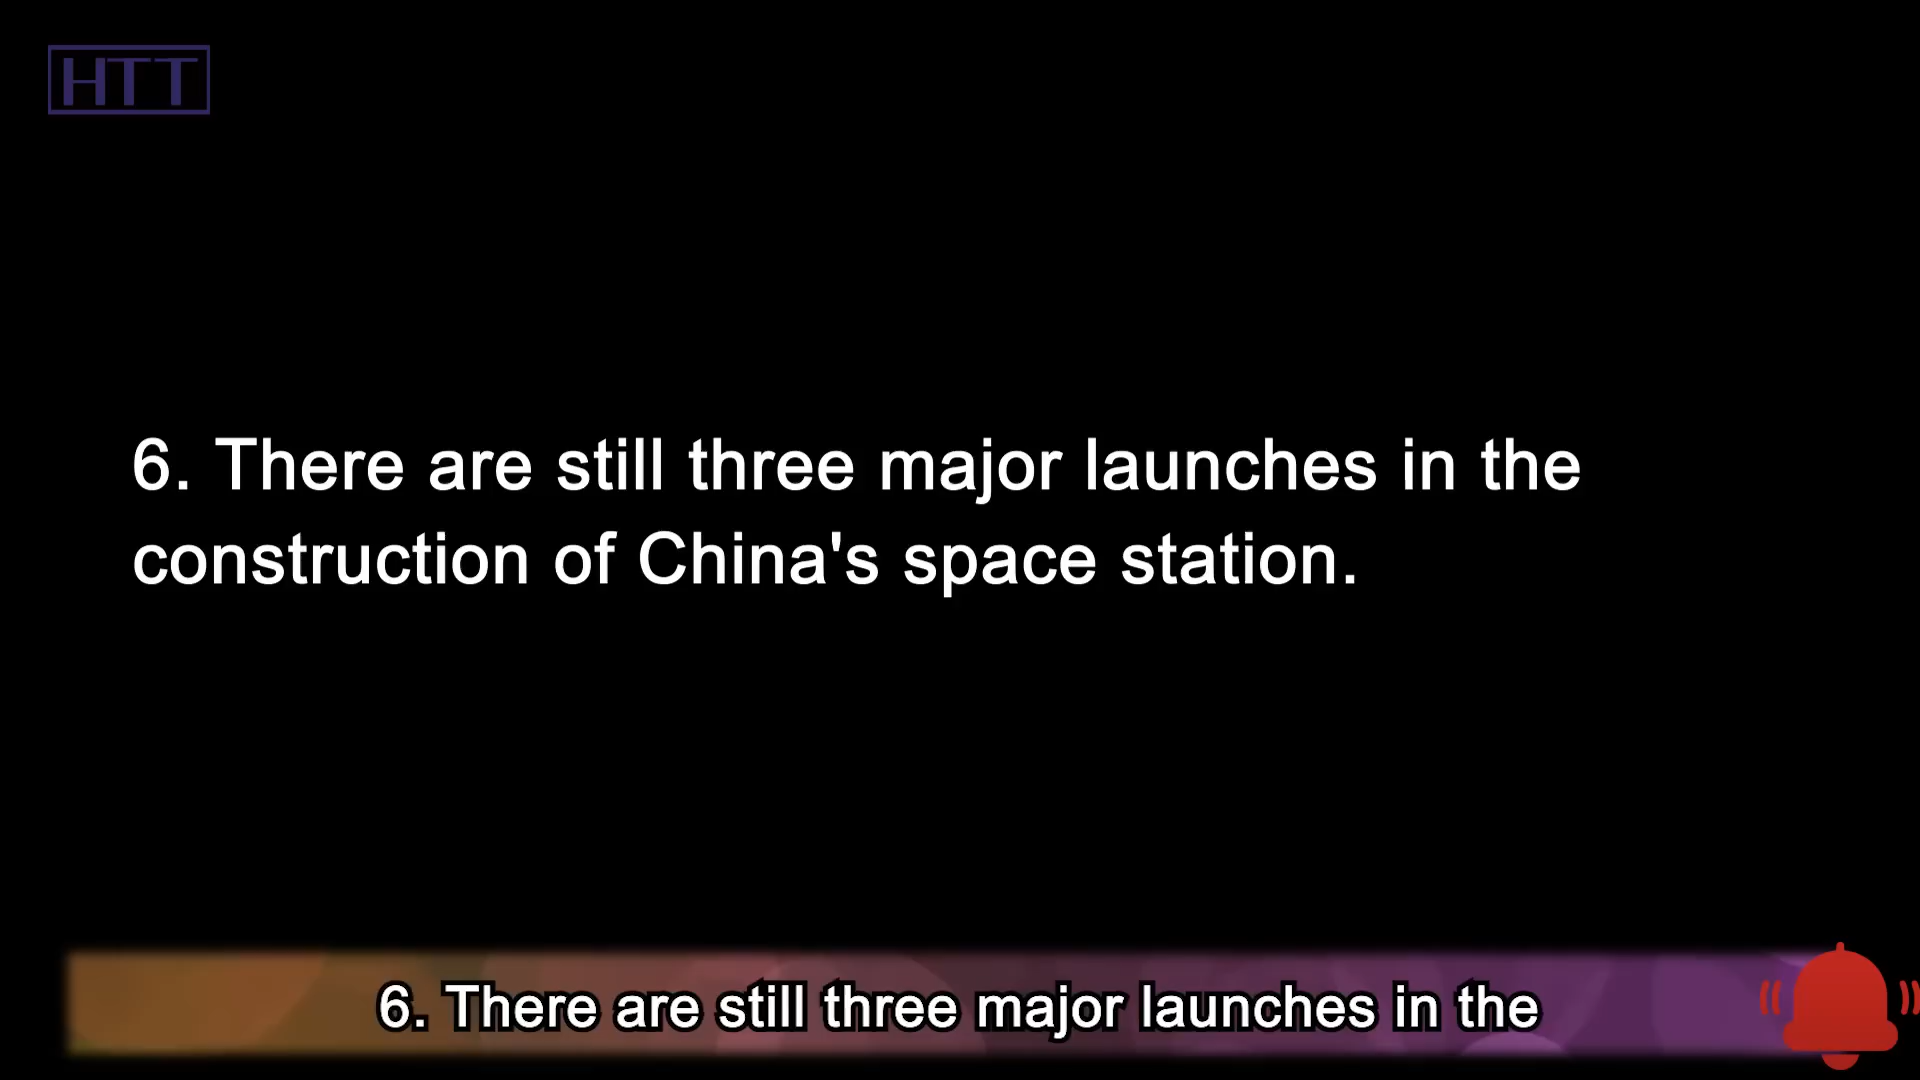 HTT
6. There are still three major launches in the
construction of China's space station.
6. There are still three major launches in the